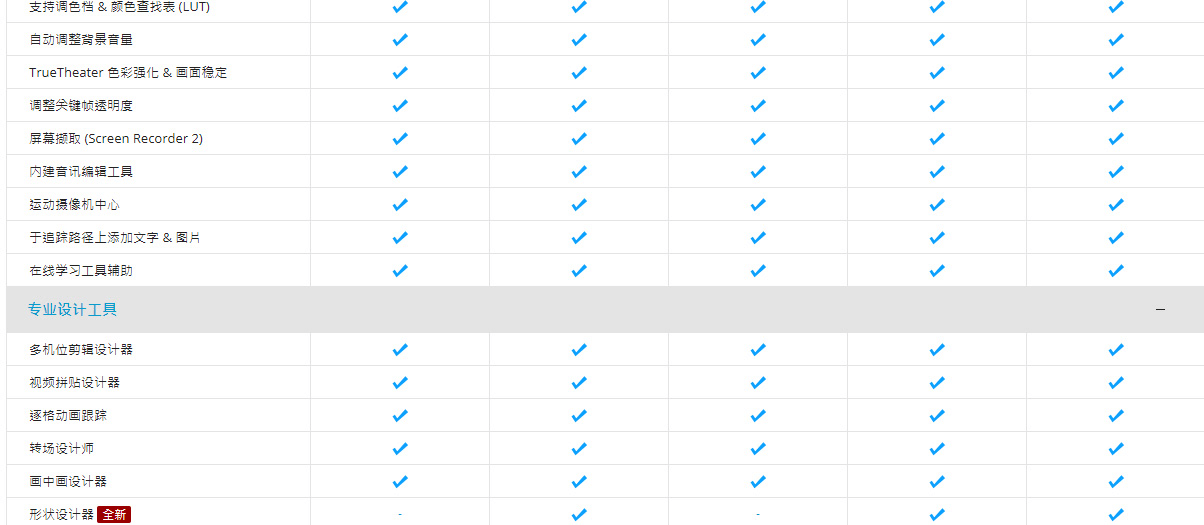 支持调色档 & 颜色查找表 (LUT)
自动调整背景音量
TrueTheater 色彩强化 & 画面稳定
调整关键帧透明度
屏幕撷取 (Screen Recorder 2)
内建音讯编辑工具
运动摄像机中心
于追踪路径上添加文字 & 图片
在线学习工具辅助
专业设计工具 –
多机位剪辑设计器
视频拼贴设计器
逐格动画跟踪
转场设计师
画中画设计器
形状设计器 全新 - -